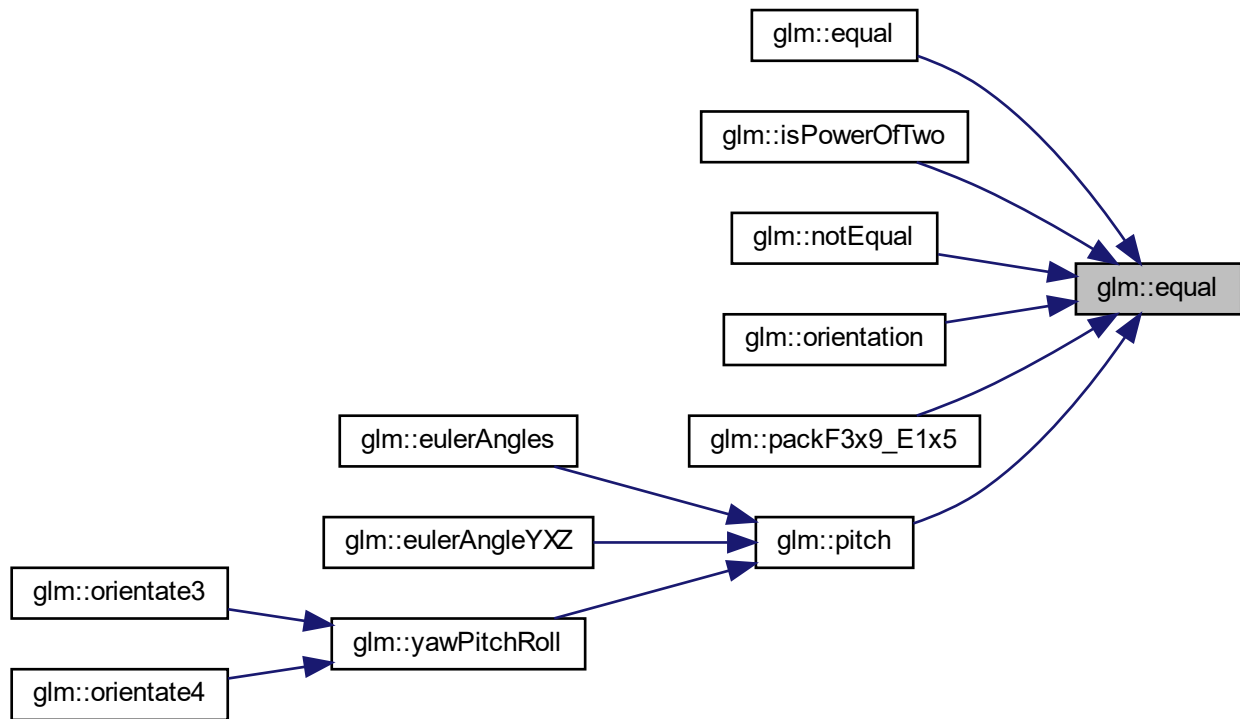 glm::equal
glm::isPowerOfTwo
glm::notEqual
glm::equal
glm::orientation
glm::eulerAngles
glm::packF3x9_E1x5
glm::eulerAngleYXZ
glm::pitch
glm::orientate3
glm::yawPitchRoll
glm::orientate4